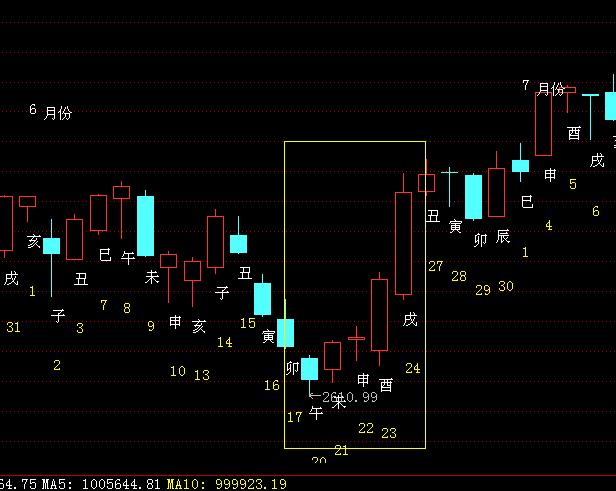 6 月份
7 月份
戌
亥
子
丑
巳
午
未
申
亥
子
丑
寅
卯
午
未
申
酉
戌
丑
寅
卯
辰
巳
申
酉
戌
31
1
2
3
7
8
9
10
13
14
15
16
17
20
21
22
23
24
27
28
29
30
1
4
5
6
←2610.99
64.75 MA5: 1005644.81 MA10: 999923.19